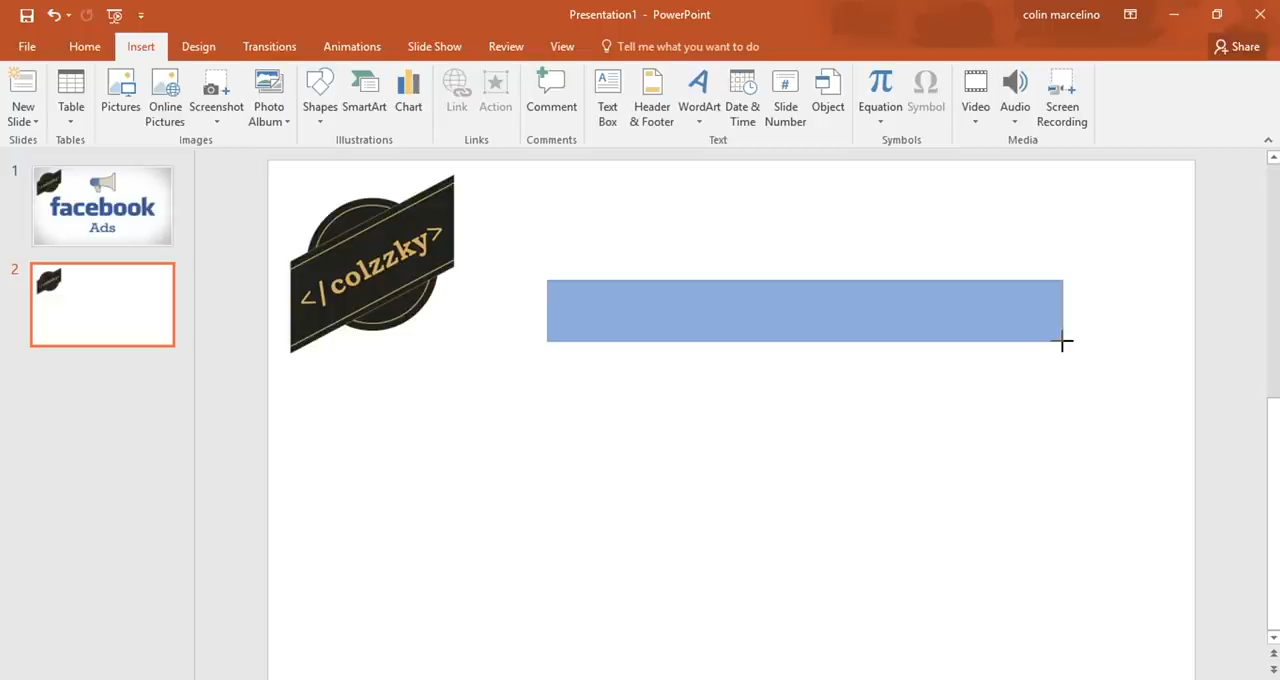 Presentation1 - PowerPoint
colin marcelino
File
Home
Insert
Design
Transitions
Animations
Slide Show
Review
View
Tell me what you want to do
Share
New Slide
Table
Pictures
Online Pictures
Screenshot
Photo Album
Shapes
SmartArt
Chart
Link
Action
Comment
Text Box
Header & Footer
WordArt
Date & Time
Slide Number
Object
Equation
Symbol
Video
Audio
Screen Recording
Slides
Tables
Images
Illustrations
Links
Comments
Text
Symbols
Media
1
facebook
Ads
2
</|colzzky>